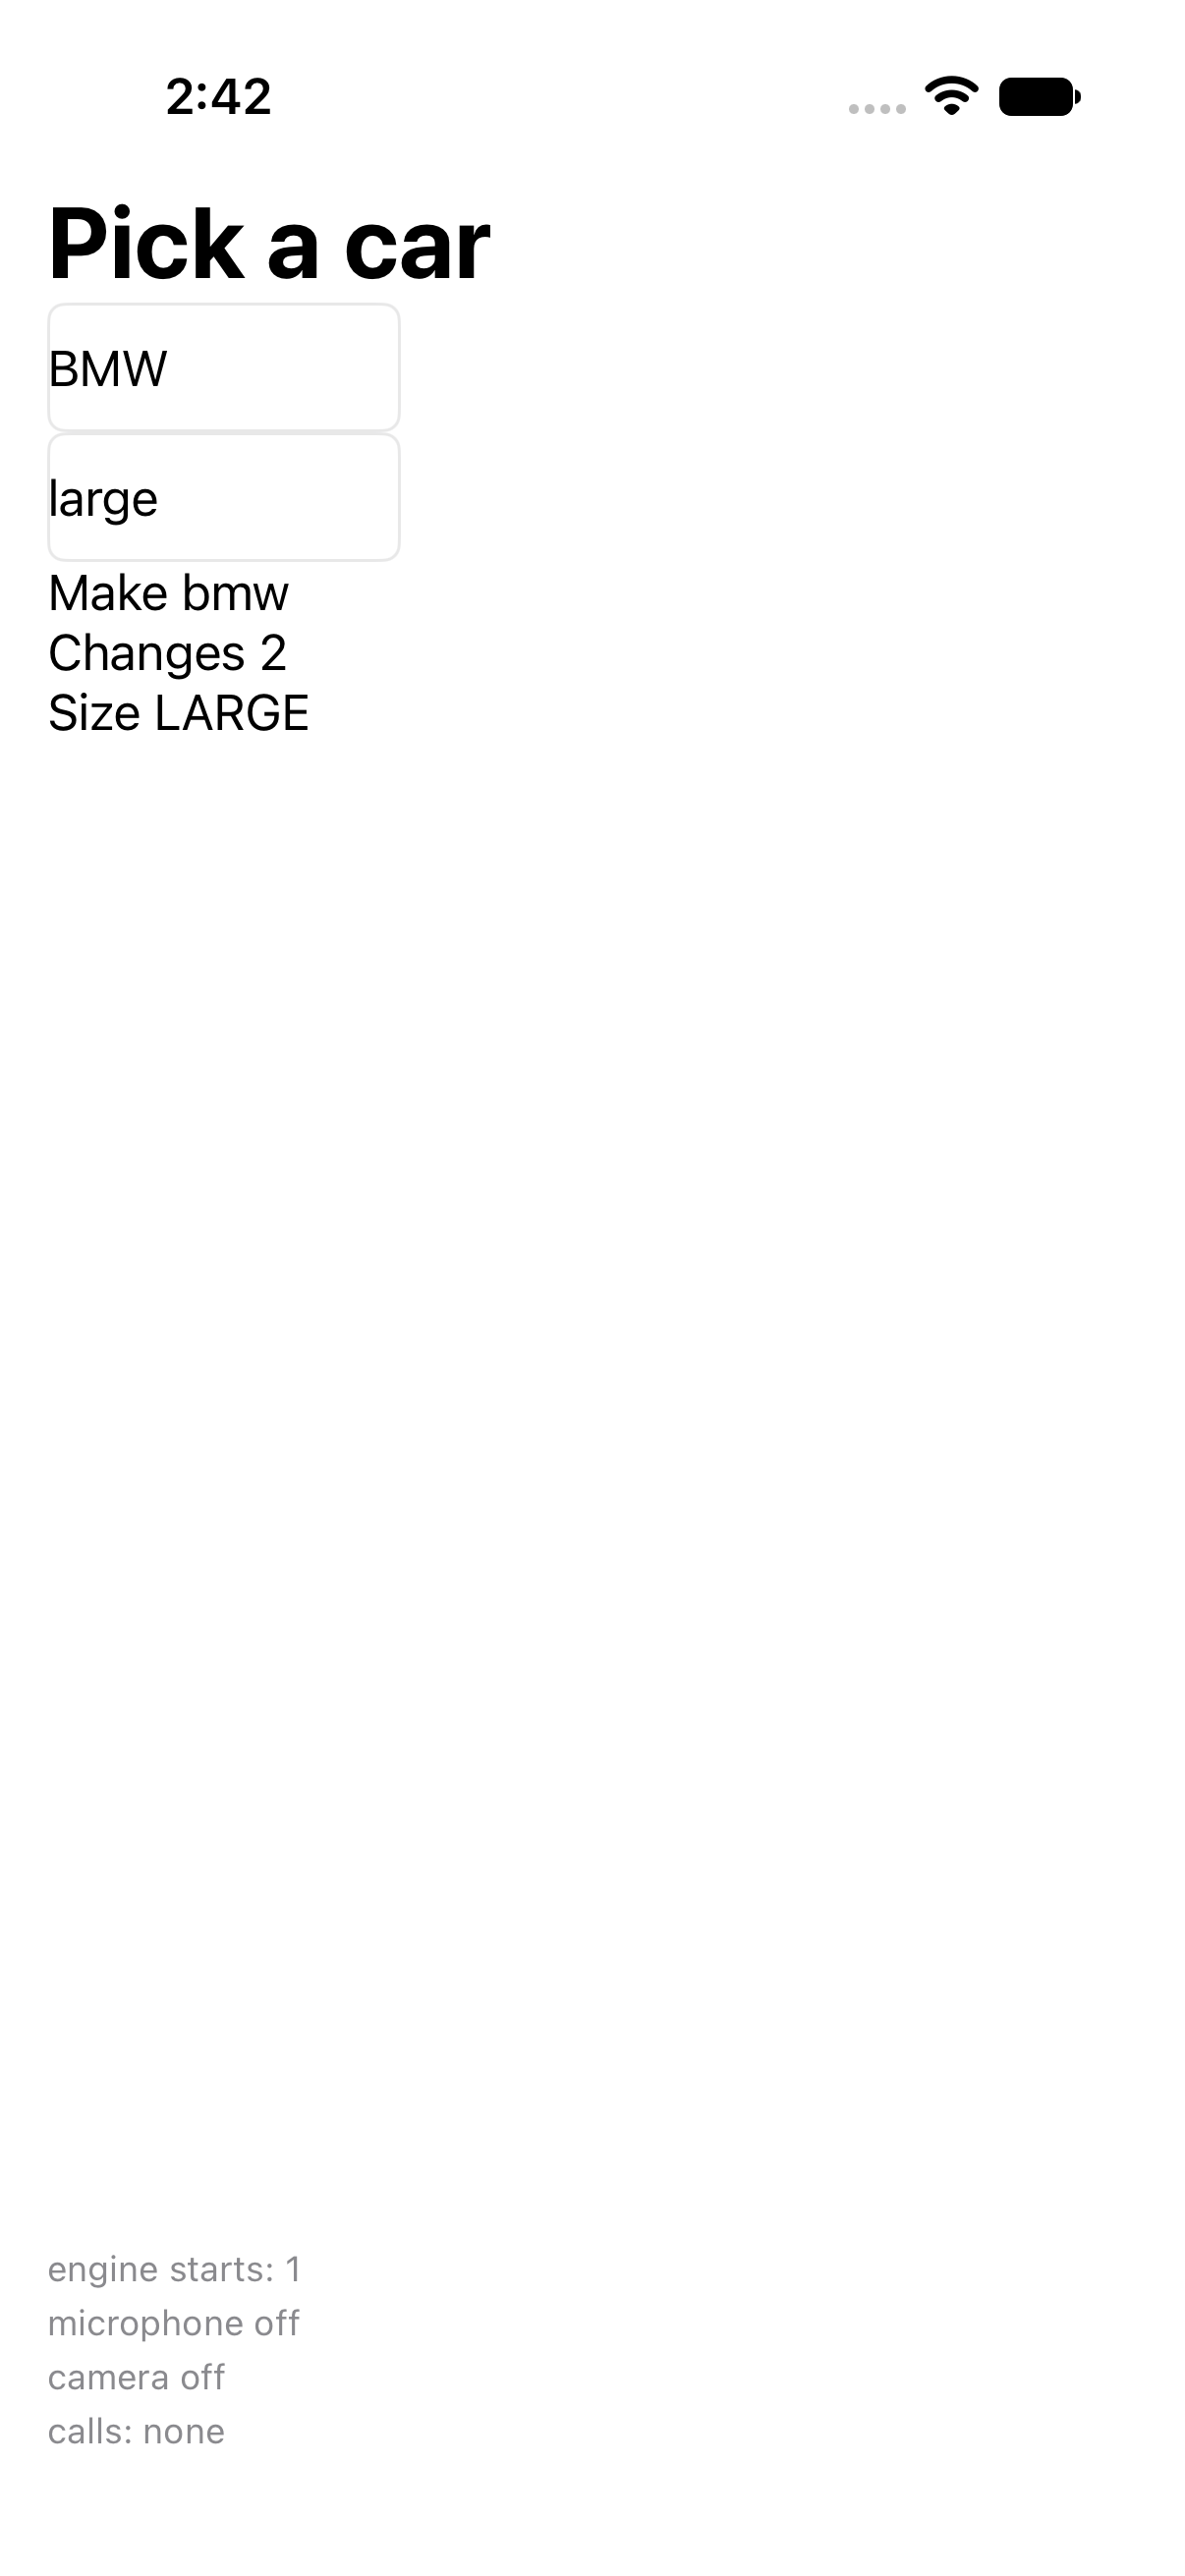 2:42
Pick a car
BMW
large
Make bmw
Changes 2
Size LARGE
engine starts: 1
microphone off
camera off
calls: none